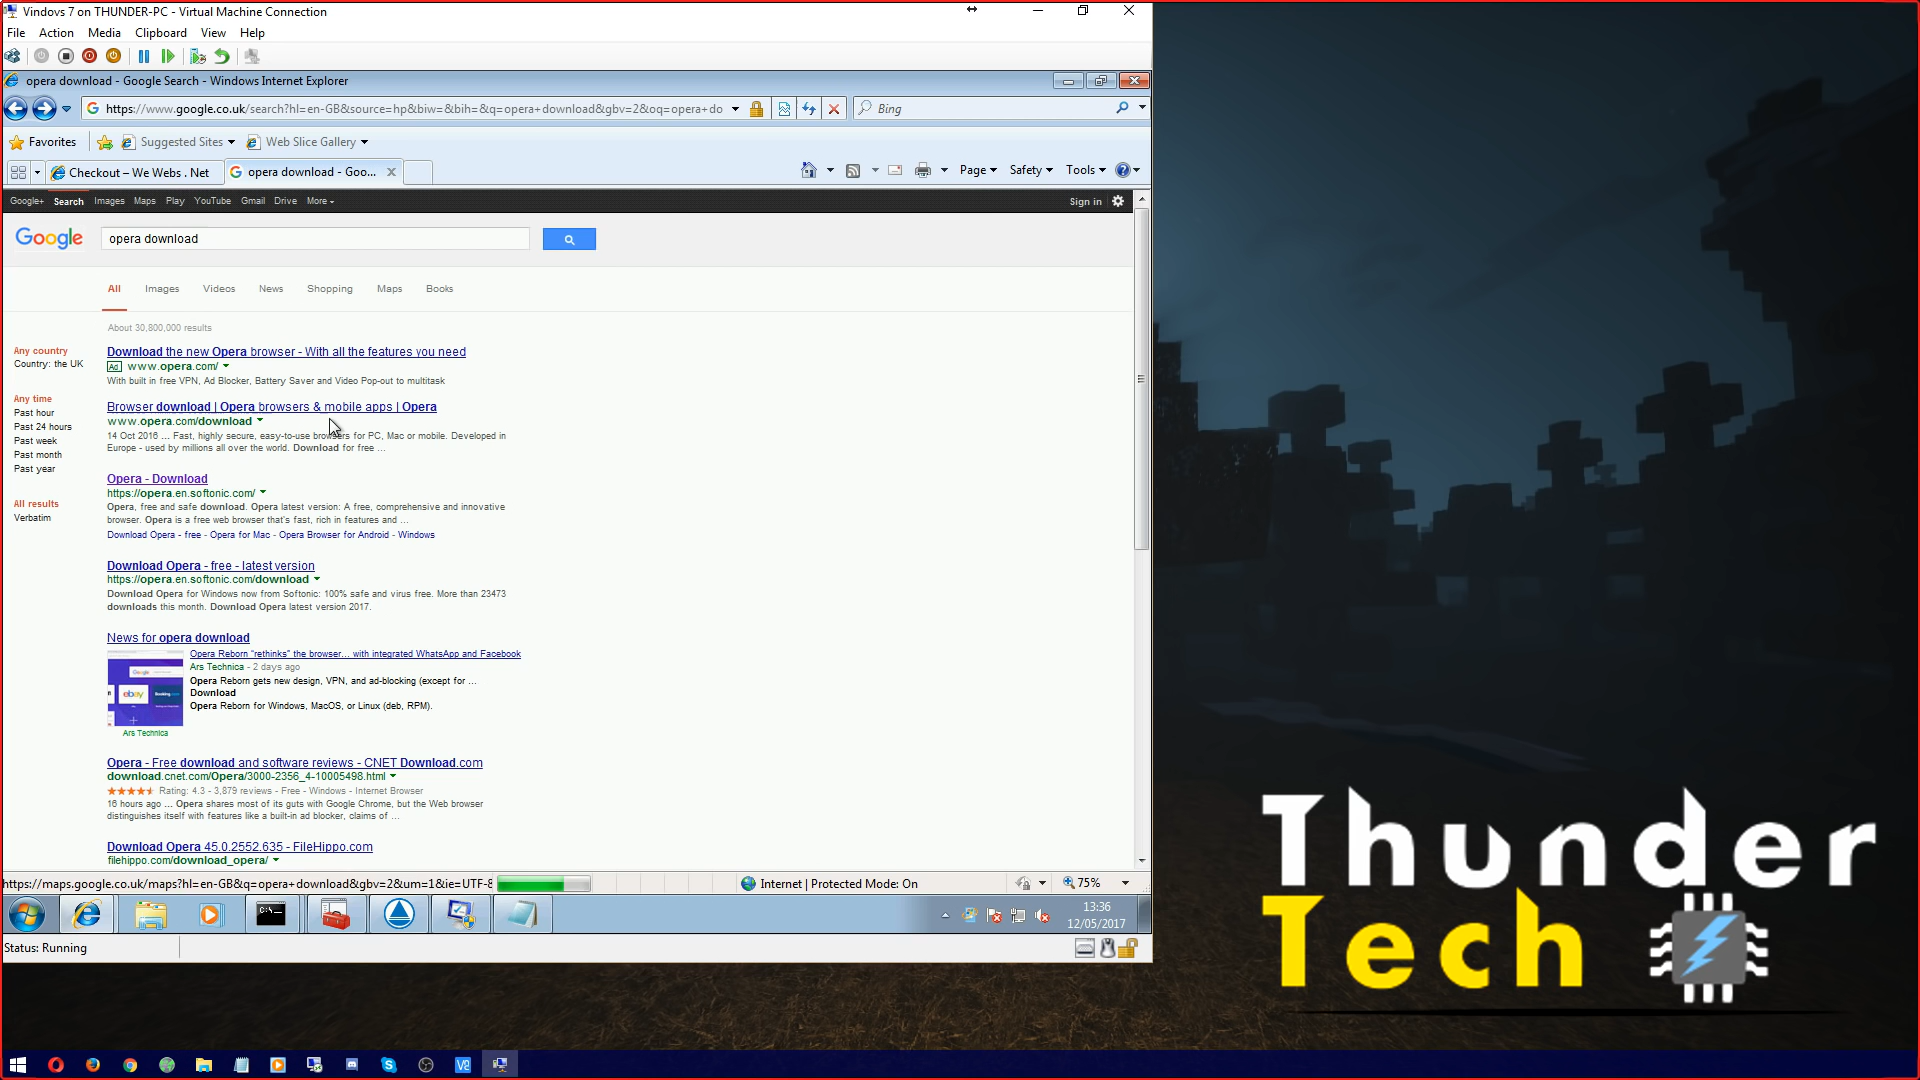 Vindovs 7 on THUNDER-PC - Virtual Machine Connection
File Action Media Clipboard View Help
opera download - Google Search - Windows Internet Explorer
https://www.google.co.uk/search?hl=en-GB&source=hp&biw=&bih=&q=opera+download&gbv=2&oq=opera+do
Bing
Favorites Suggested Sites Web Slice Gallery
Checkout – We Webs . Net opera download - Goo... Page Safety Tools
Google+ Search Images Maps Play YouTube Gmail Drive More Sign in
Google opera download
All Images Videos News Shopping Maps Books
About 30,800,000 results
Any country
Country: the UK
Any time
Past hour
Past 24 hours
Past week
Past month
Past year
All results
Verbatim
Download the new Opera browser - With all the features you need
Ad www.opera.com/
With built in free VPN, Ad Blocker, Battery Saver and Video Pop-out to multitask
Browser download | Opera browsers & mobile apps | Opera
www.opera.com/download
14 Oct 2016 ... Fast, highly secure, easy-to-use browsers for PC, Mac or mobile. Developed in
Europe - used by millions all over the world. Download for free ...
Opera - Download
https://opera.en.softonic.com/
Opera, free and safe download. Opera latest version: A free, comprehensive and innovative
browser. Opera is a free web browser that's fast, rich in features and ...
Download Opera - free - Opera for Mac - Opera Browser for Android - Windows
Download Opera - free - latest version
https://opera.en.softonic.com/download
Download Opera for Windows now from Softonic: 100% safe and virus free. More than 23473
downloads this month. Download Opera latest version 2017.
News for opera download
Opera Reborn "rethinks" the browser... with integrated WhatsApp and Facebook
Ars Technica - 2 days ago
Opera Reborn gets new design, VPN, and ad-blocking (except for ...
Download
Opera Reborn for Windows, MacOS, or Linux (deb, RPM).
Google
ebay
Booking.com
Ars Technica
Opera - Free download and software reviews - CNET Download.com
download.cnet.com/Opera/3000-2356_4-10005498.html
Rating: 4.3 - 3,879 reviews - Free - Windows - Internet Browser
16 hours ago ... Opera shares most of its guts with Google Chrome, but the Web browser
distinguishes itself with features like a built-in ad blocker, claims of ...
Download Opera 45.0.2552.635 - FileHippo.com
filehippo.com/download_opera/
https://maps.google.co.uk/maps?hl=en-GB&q=opera+download&gbv=2&um=1&ie=UTF-8
Internet | Protected Mode: On
75%
C:\
13:36
12/05/2017
Status: Running
Thunder
Tech